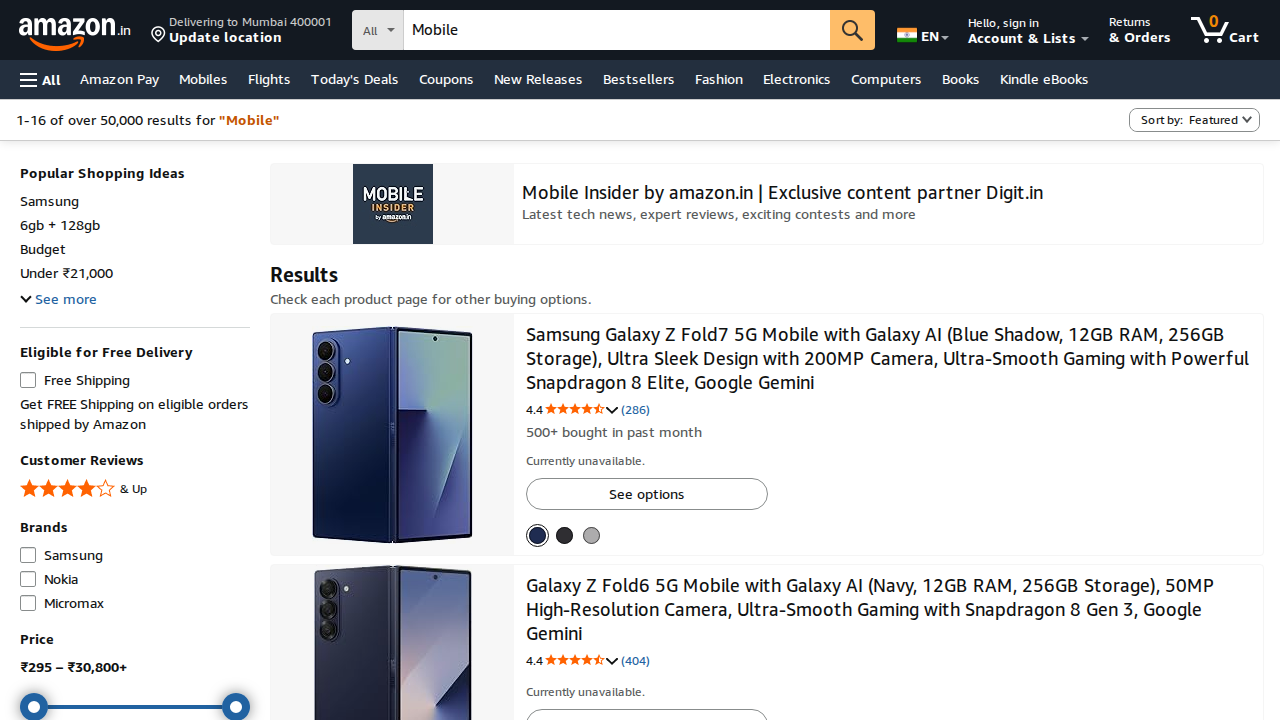 amazon.in
Delivering to Mumbai 400001
Update location
All
Mobile
EN
Hello, sign in
Account & Lists
Returns
& Orders
0
Cart
All
Amazon Pay
Mobiles
Flights
Today's Deals
Coupons
New Releases
Bestsellers
Fashion
Electronics
Computers
Books
Kindle eBooks
1-16 of over 50,000 results for "Mobile"
Sort by: Featured
Popular Shopping Ideas
Samsung
6gb + 128gb
Budget
Under ₹21,000
See more
Eligible for Free Delivery
Free Shipping
Get FREE Shipping on eligible orders
shipped by Amazon
Customer Reviews
& Up
Brands
Samsung
Nokia
Micromax
Price
₹295 – ₹30,800+
MOBILE
INSIDER
by amazon.in
Mobile Insider by amazon.in | Exclusive content partner Digit.in
Latest tech news, expert reviews, exciting contests and more
Results
Check each product page for other buying options.
Samsung Galaxy Z Fold7 5G Mobile with Galaxy AI (Blue Shadow, 12GB RAM, 256GB
Storage), Ultra Sleek Design with 200MP Camera, Ultra-Smooth Gaming with Powerful
Snapdragon 8 Elite, Google Gemini
4.4 (286)
500+ bought in past month
Currently unavailable.
See options
Galaxy Z Fold6 5G Mobile with Galaxy AI (Navy, 12GB RAM, 256GB Storage), 50MP
High-Resolution Camera, Ultra-Smooth Gaming with Snapdragon 8 Gen 3, Google
Gemini
4.4 (404)
Currently unavailable.